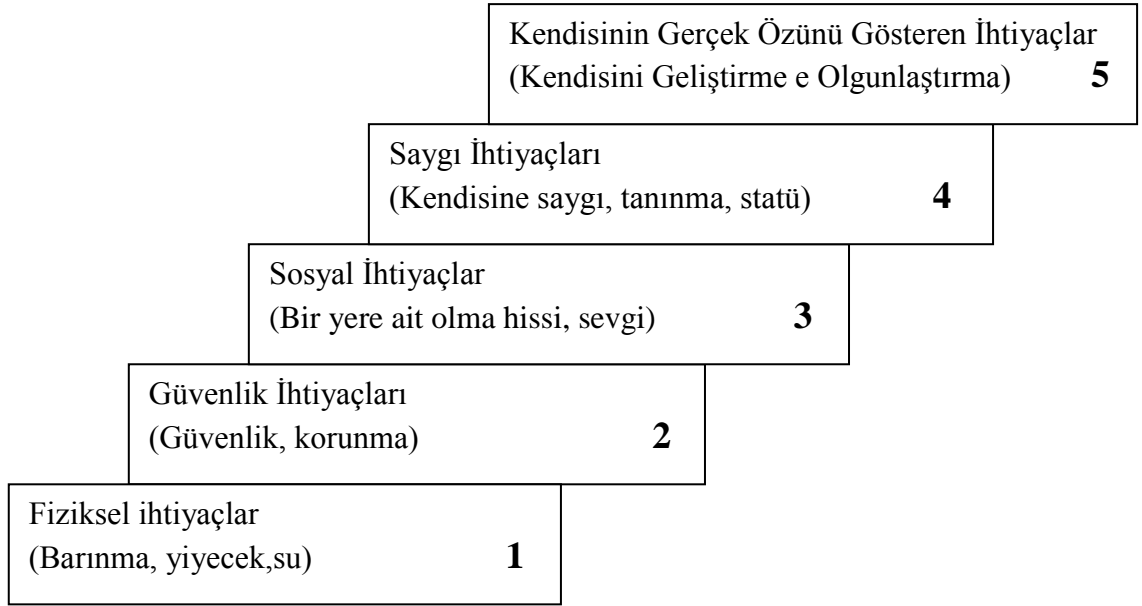 Kendisinin Gerçek Özünü Gösteren İhtiyaçlar
(Kendisini Geliştirme e Olgunlaştırma) 5
Saygı İhtiyaçları
(Kendisine saygı, tanınma, statü) 4
Sosyal İhtiyaçlar
(Bir yere ait olma hissi, sevgi) 3
Güvenlik İhtiyaçları
(Güvenlik, korunma) 2
Fiziksel ihtiyaçlar
(Barınma, yiyecek,su) 1